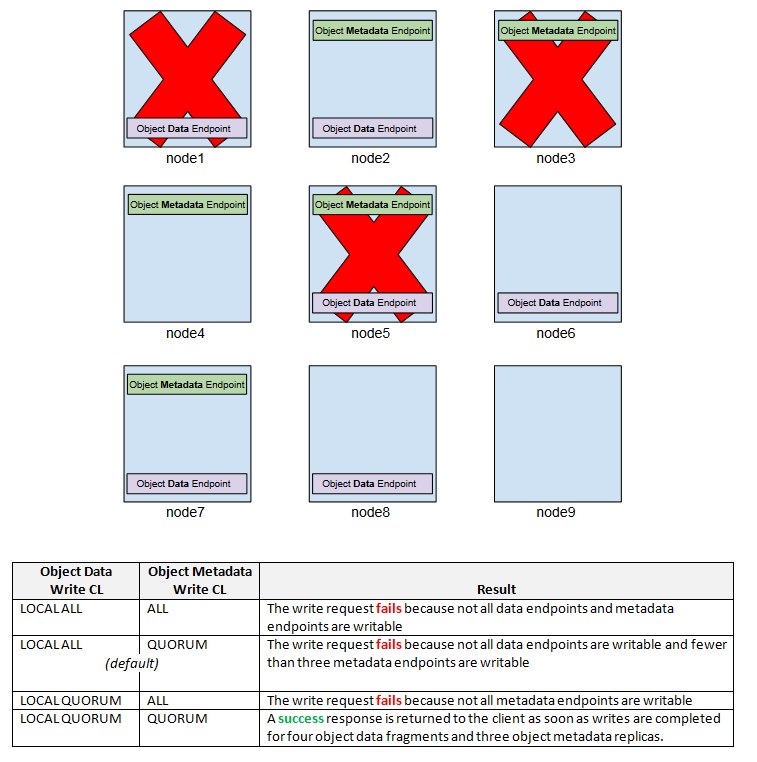 Object Metadata Endpoint
Object Metadata Endpoint
Object Data Endpoint
Object Data Endpoint
node1
node2
node3
Object Metadata Endpoint
Object Metadata Endpoint
Object Data Endpoint
Object Data Endpoint
node4
node5
node6
Object Metadata Endpoint
Object Data Endpoint
Object Data Endpoint
node7
node8
node9
Object Data
Write CL
Object Metadata
Write CL
Result
LOCAL ALL
ALL
The write request fails because not all data endpoints and metadata
endpoints are writable
LOCAL ALL
QUORUM
(default)
The write request fails because not all data endpoints are writable and fewer
than three metadata endpoints are writable
LOCAL QUORUM
ALL
The write request fails because not all metadata endpoints are writable
LOCAL QUORUM
QUORUM
A success response is returned to the client as soon as writes are completed
for four object data fragments and three object metadata replicas.